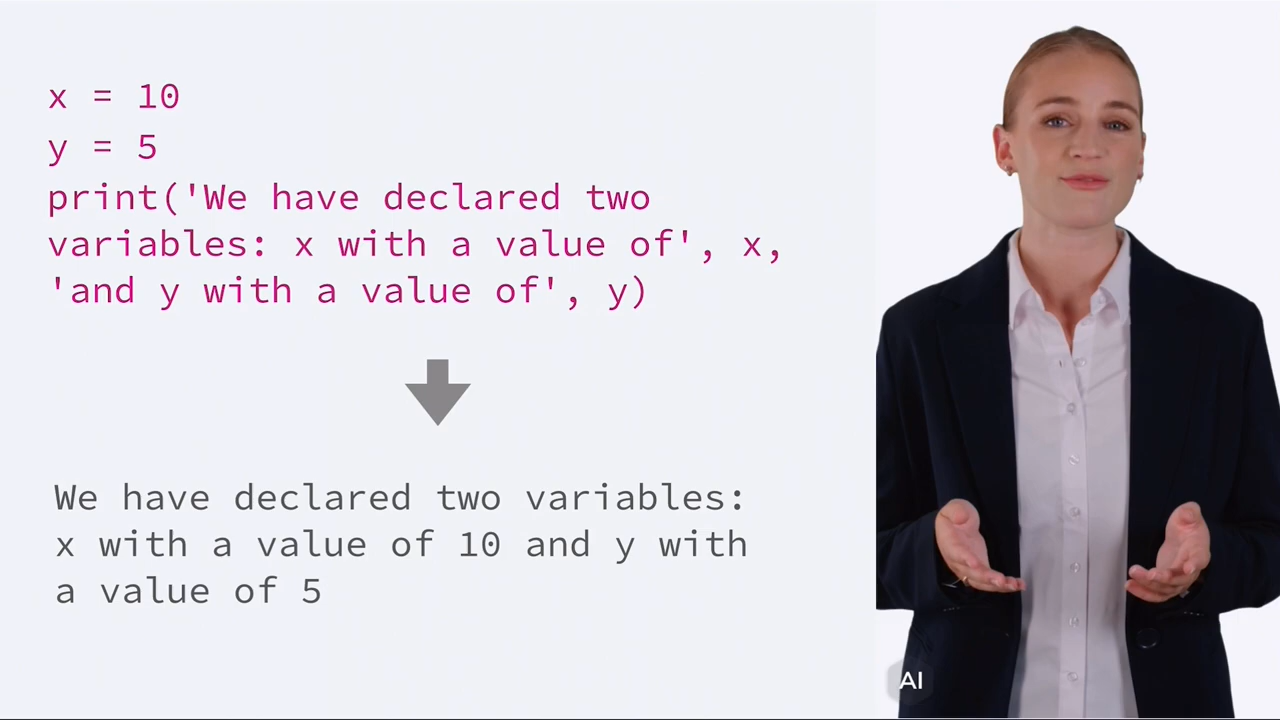 x = 10
y = 5
print('We have declared two
variables: x with a value of', x,
'and y with a value of', y)
We have declared two variables:
x with a value of 10 and y with
a value of 5
AI